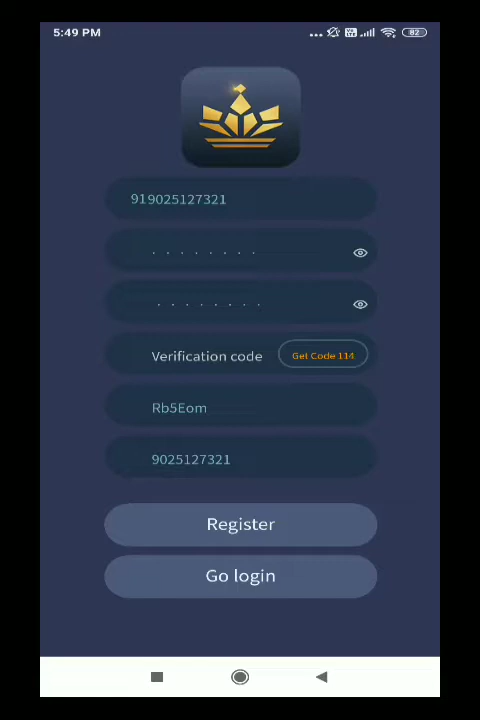 5:49 PM
82
919025127321
Verification code
Get Code 114
Rb5Eom
9025127321
Register
Go login